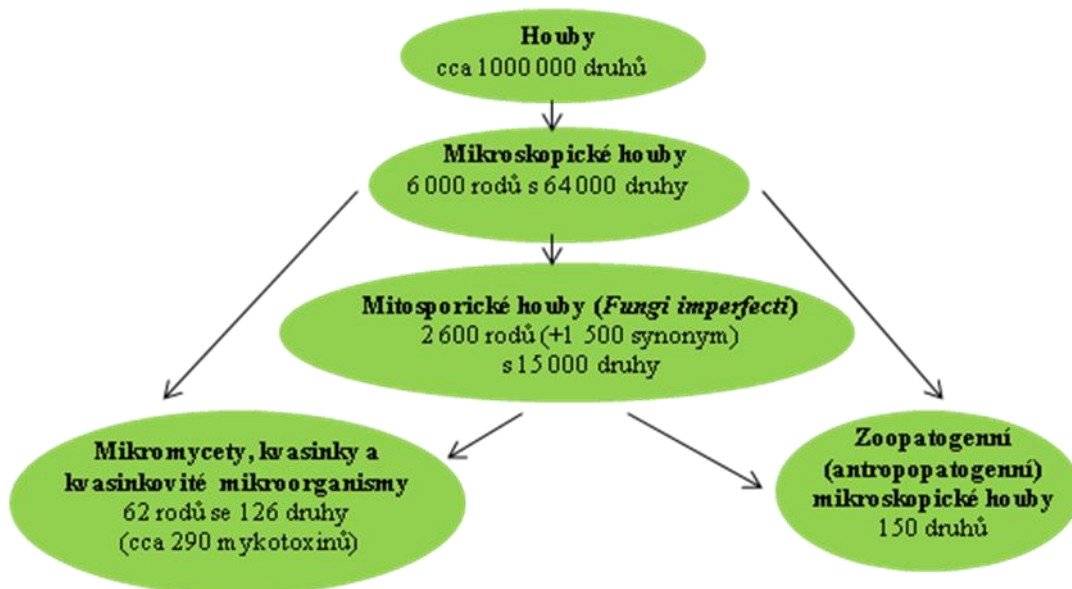 Houby
cca 1000 000 druhů
Mikroskopické houby
6 000 rodů s 64 000 druhy
Mitosporické houby (Fungi imperfecti)
2 600 rodů (+1 500 synonym)
s 15 000 druhy
Mikromycety, kvasinky a
kvasinkovité mikroorganismy
62 rodů se 126 druhy
(cca 290 mykotoxinů)
Zoopatogenní
(antropopatogenní)
mikroskopické houby
150 druhů